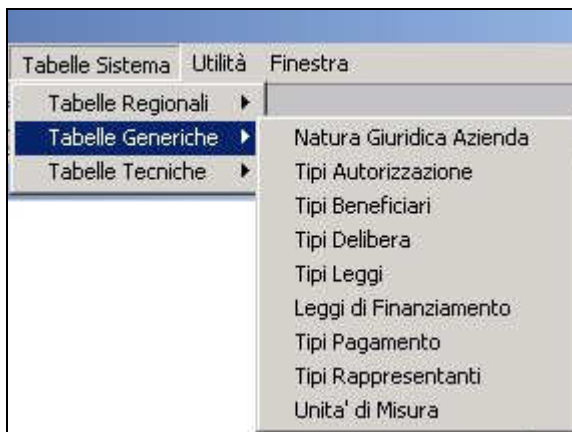 Tabelle Sistema Utilità Finestra
Tabelle Regionali
Tabelle Generiche
Tabelle Tecniche
Natura Giuridica Azienda
Tipi Autorizzazione
Tipi Beneficiari
Tipi Delibera
Tipi Leggi
Leggi di Finanziamento
Tipi Pagamento
Tipi Rappresentanti
Unita' di Misura